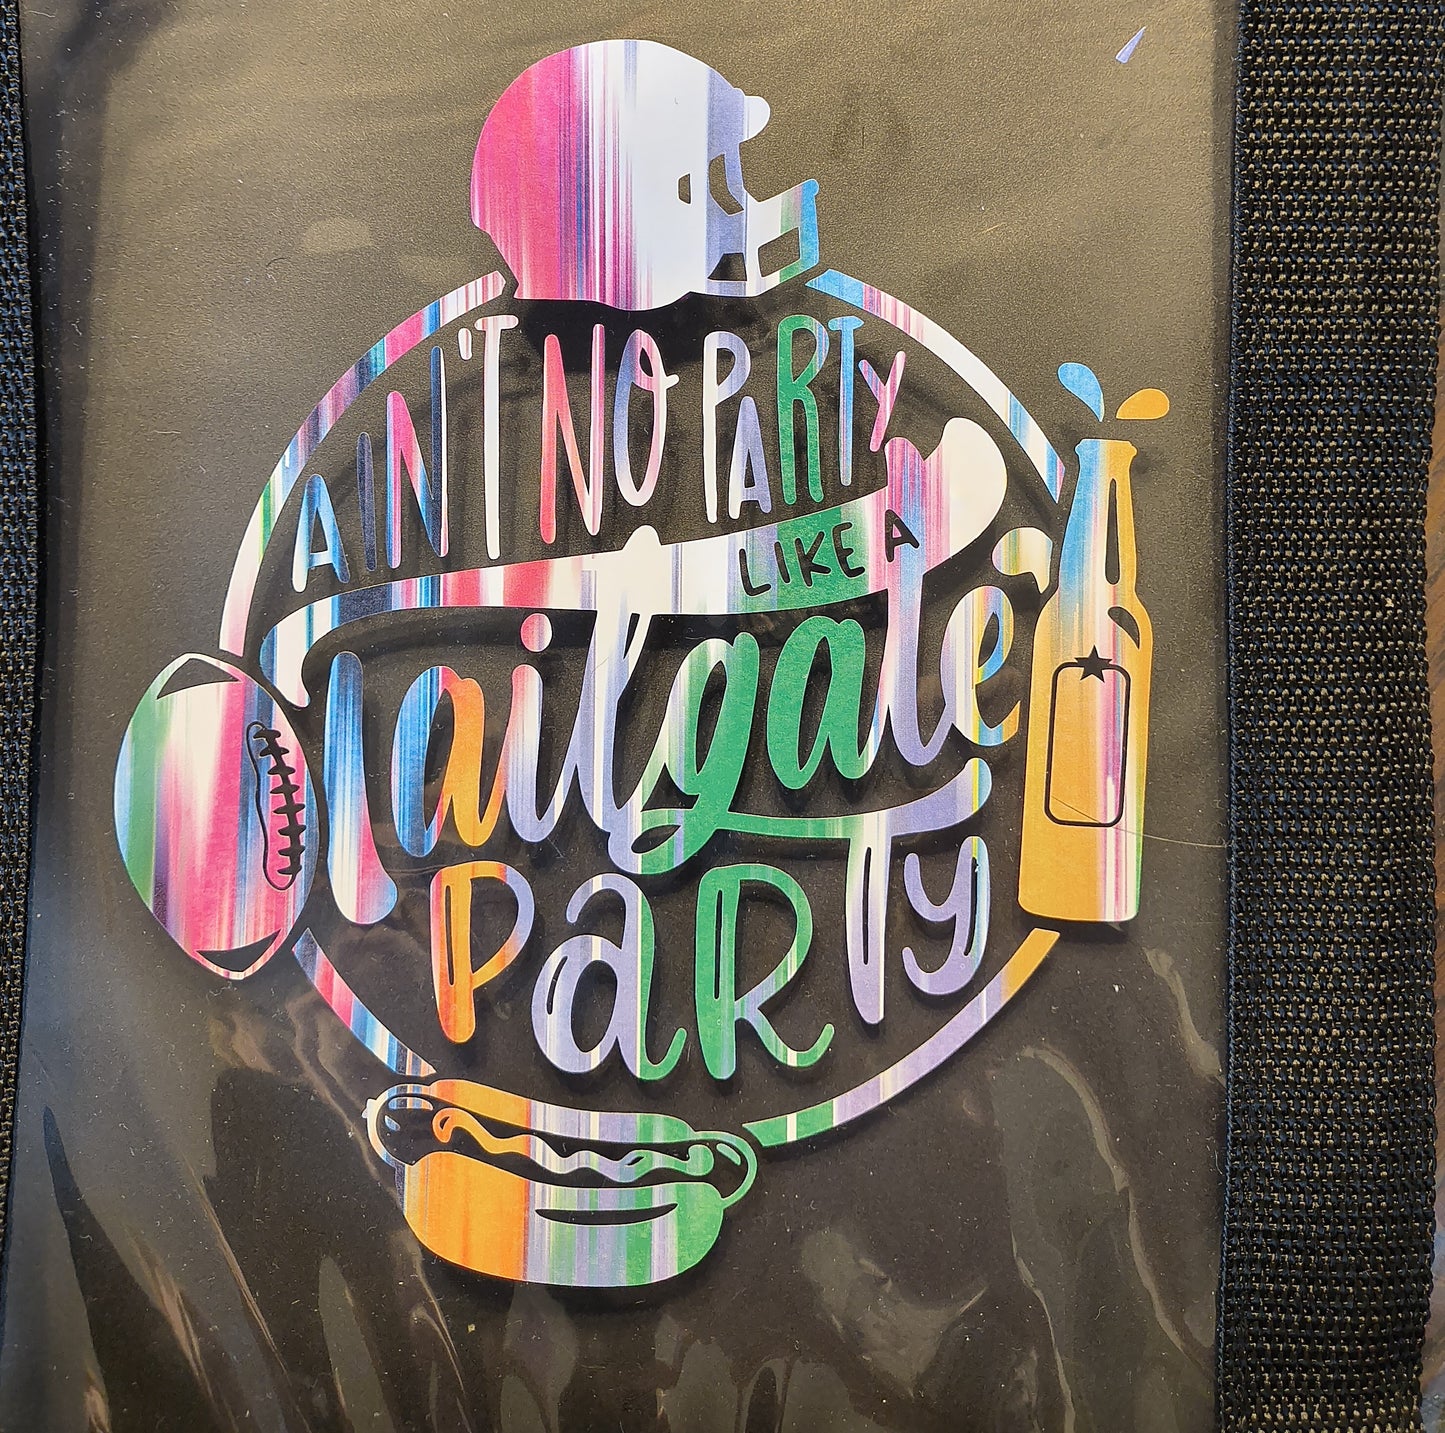 AIN'T NO PARTY
LIKE A
Tailgate
PARTY